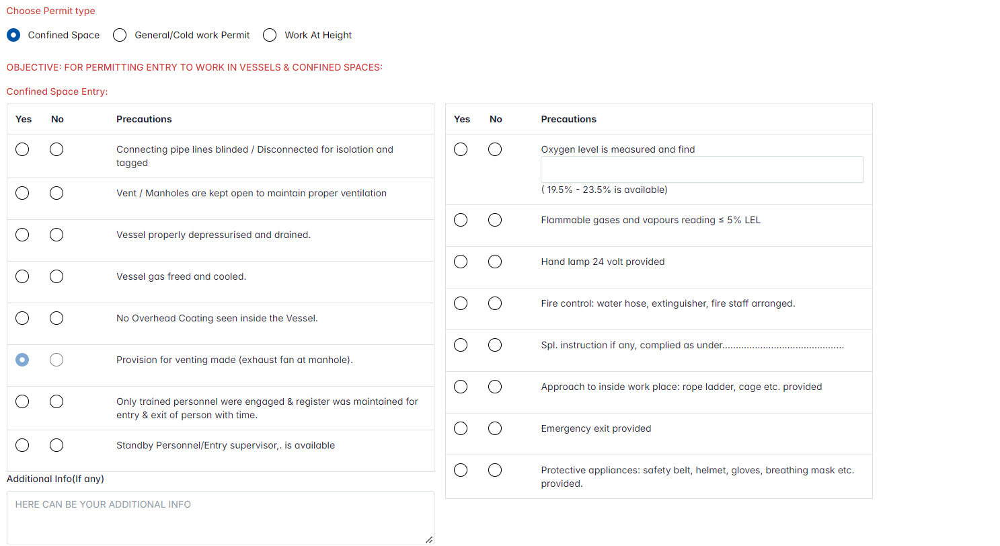 Choose Permit type
Confined Space General/Cold work Permit Work At Height
OBJECTIVE: FOR PERMITTING ENTRY TO WORK IN VESSELS & CONFINED SPACES:
Confined Space Entry:
Yes No Precautions
Connecting pipe lines blinded / Disconnected for isolation and
tagged
Vent / Manholes are kept open to maintain proper ventilation
Vessel properly depressurised and drained.
Vessel gas freed and cooled.
No Overhead Coating seen inside the Vessel.
Provision for venting made (exhaust fan at manhole).
Only trained personnel were engaged & register was maintained for
entry & exit of person with time.
Standby Personnel/Entry supervisor,. is available
Additional Info(If any)
HERE CAN BE YOUR ADDITIONAL INFO
Yes No Precautions
Oxygen level is measured and find
( 19.5% - 23.5% is available)
Flammable gases and vapours reading ≤ 5% LEL
Hand lamp 24 volt provided
Fire control: water hose, extinguisher, fire staff arranged.
Spl. instruction if any, complied as under.............................................
Approach to inside work place: rope ladder, cage etc. provided
Emergency exit provided
Protective appliances: safety belt, helmet, gloves, breathing mask etc.
provided.